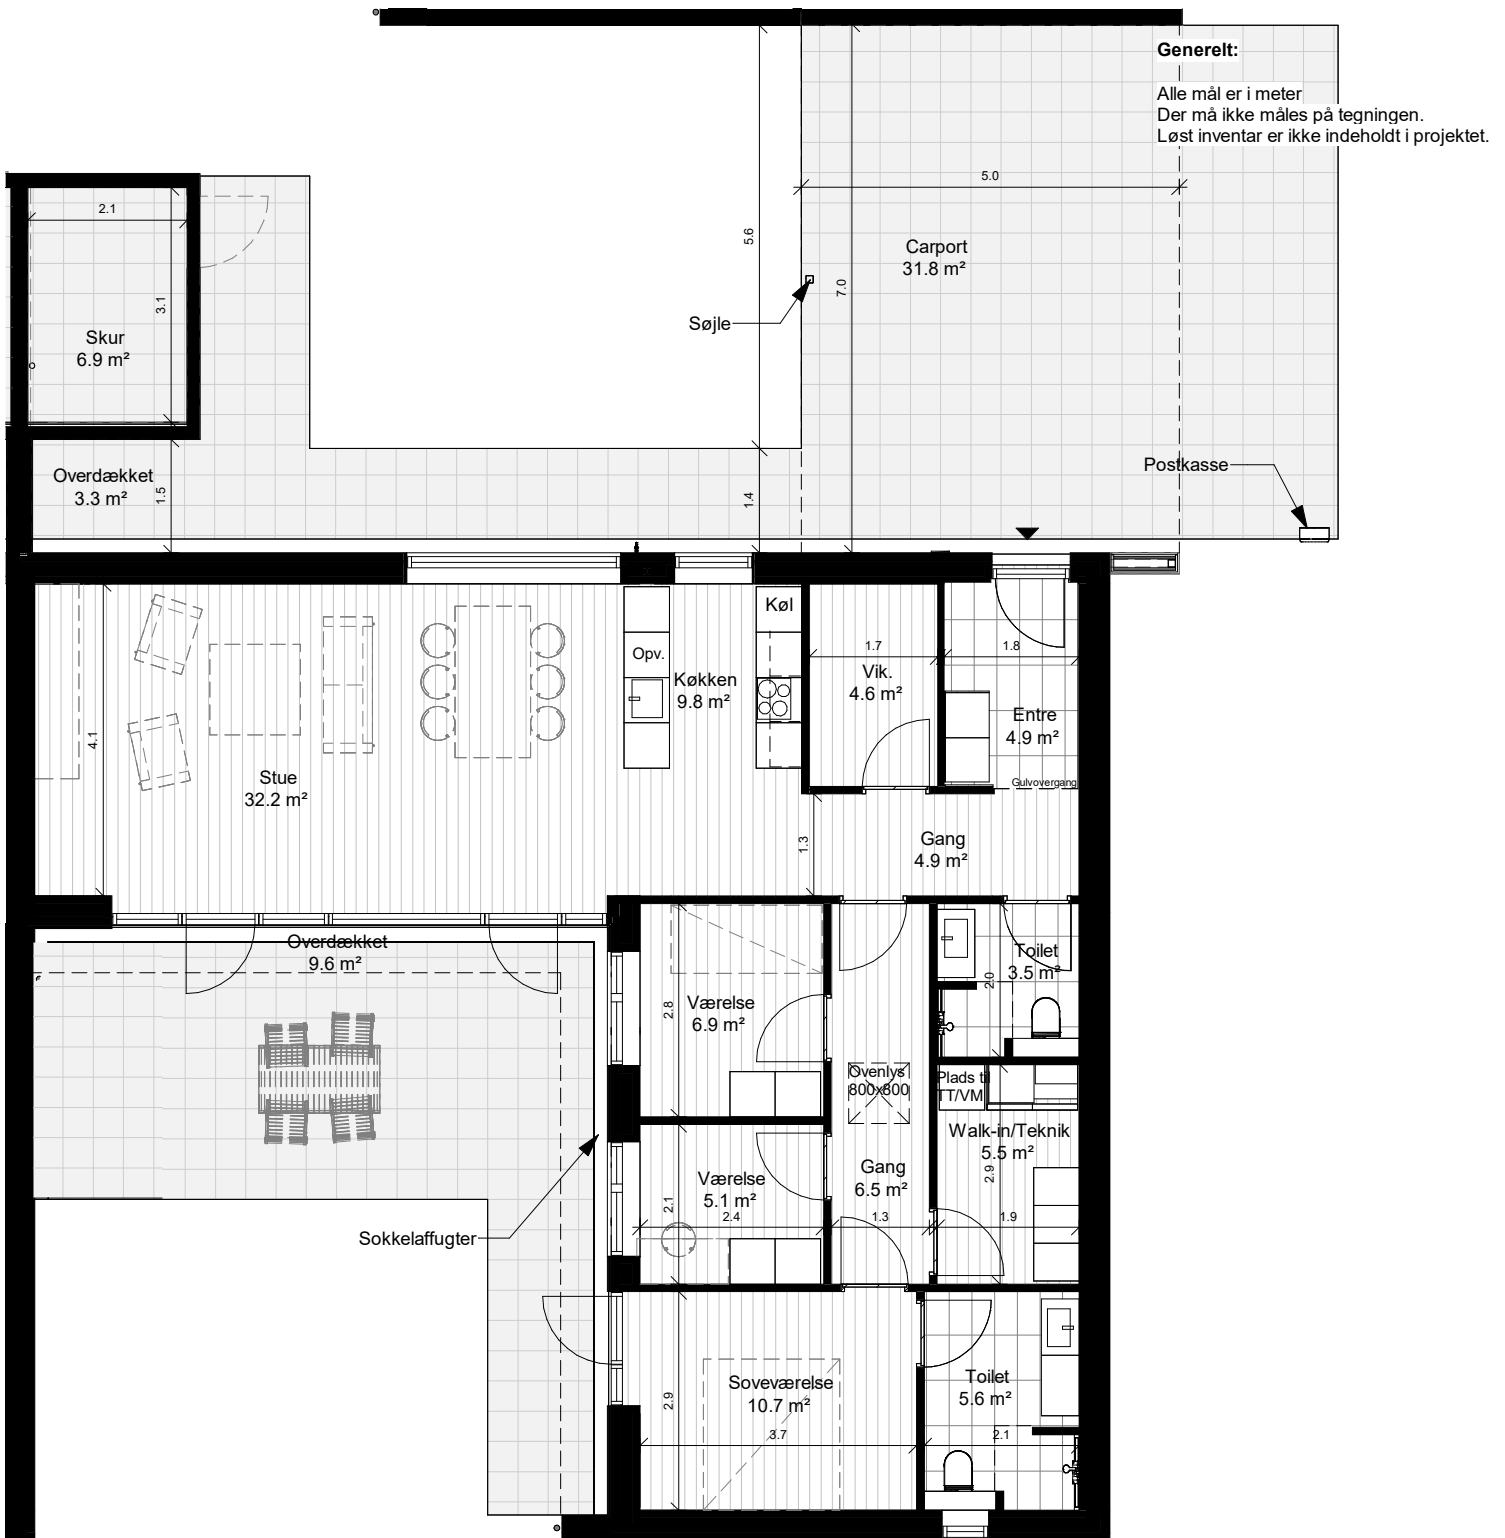 Generelt:
Alle mål er i meter
Der må ikke måles på tegningen.
Løst inventar er ikke indeholdt i projektet.
5.0
2.1
5.6
Carport
31.8 m²
7.0
3.1
Søjle
Skur
6.9 m²
Postkasse
Overdækket
3.3 m²
1.5
1.4
Køl
Opv.
1.7
1.8
Køkken
9.8 m²
Vik.
4.6 m²
Entre
4.9 m²
4.1
Stue
32.2 m²
Gulvovergang
1.3
Gang
4.9 m²
Overdækket
9.6 m²
Toilet
3.5 m²
2.0
2.8
Værelse
6.9 m²
Ovenlys
800x800
Plads til
TT/VM
Walk-in/Teknik
5.5 m²
2.9
Værelse
5.1 m²
2.1
2.4
Gang
6.5 m²
1.3
1.9
Sokkelaffugter
Soveværelse
10.7 m²
2.9
3.7
Toilet
5.6 m²
2.1